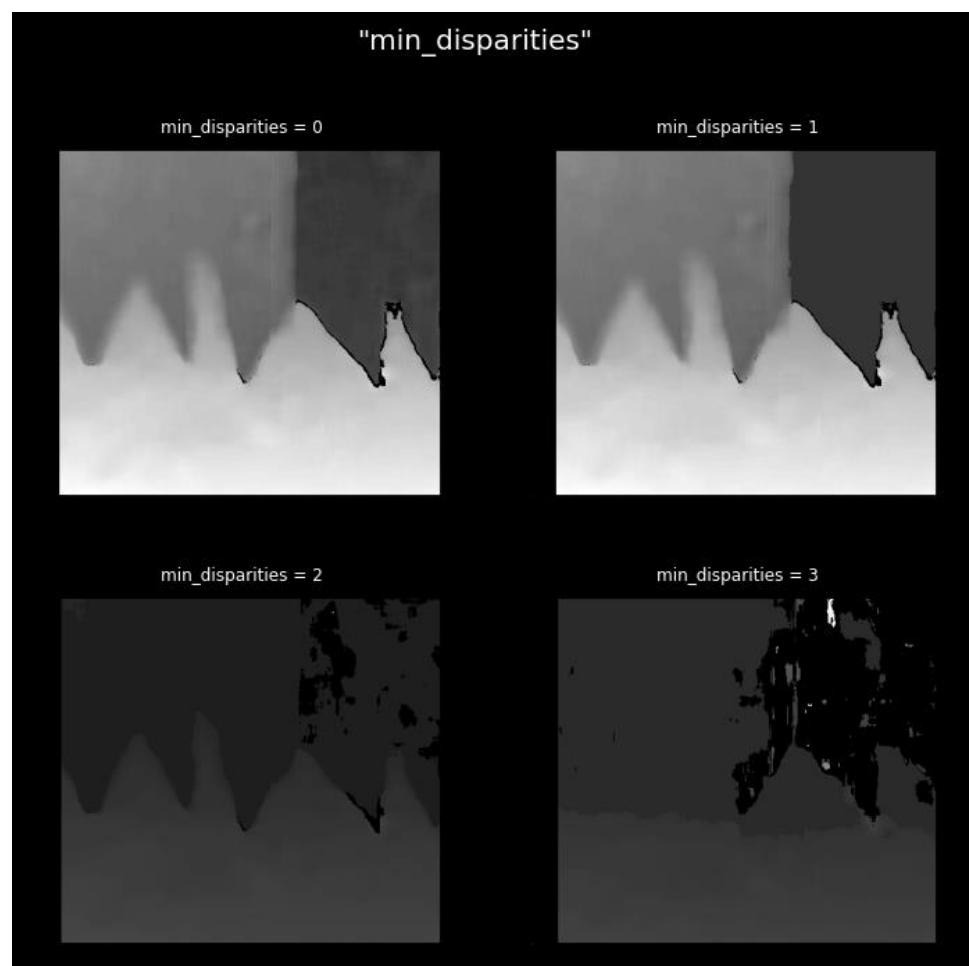 "min_disparities"
min_disparities = 0
min_disparities = 1
min_disparities = 2
min_disparities = 3